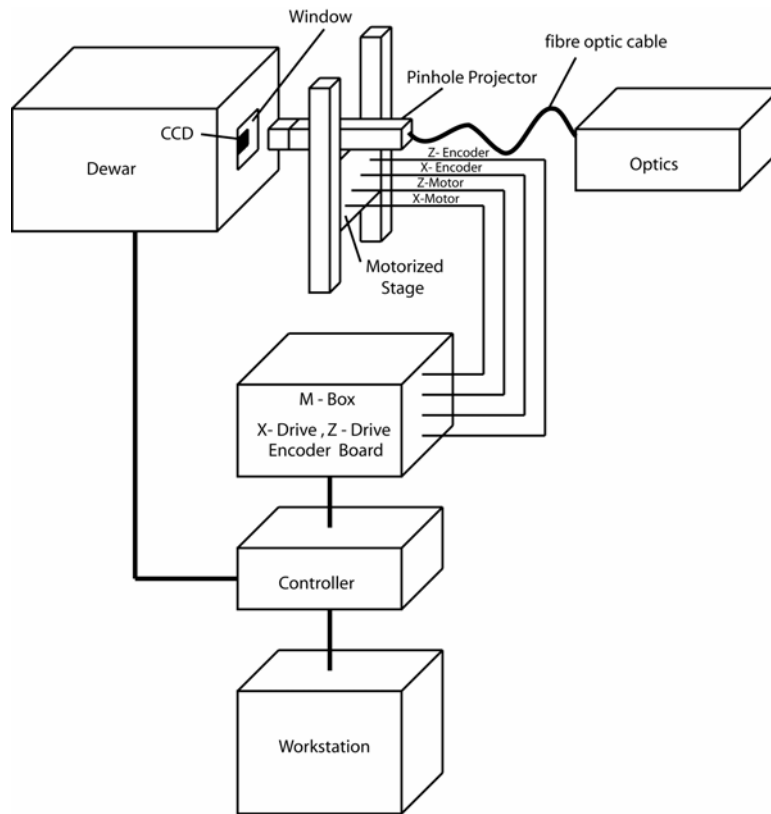 Window
fibre optic cable
Pinhole Projector
CCD
Dewar
Optics
Z- Encoder
X- Encoder
Z-Motor
X-Motor
Motorized
Stage
M - Box
X- Drive , Z - Drive
Encoder Board
Controller
Workstation